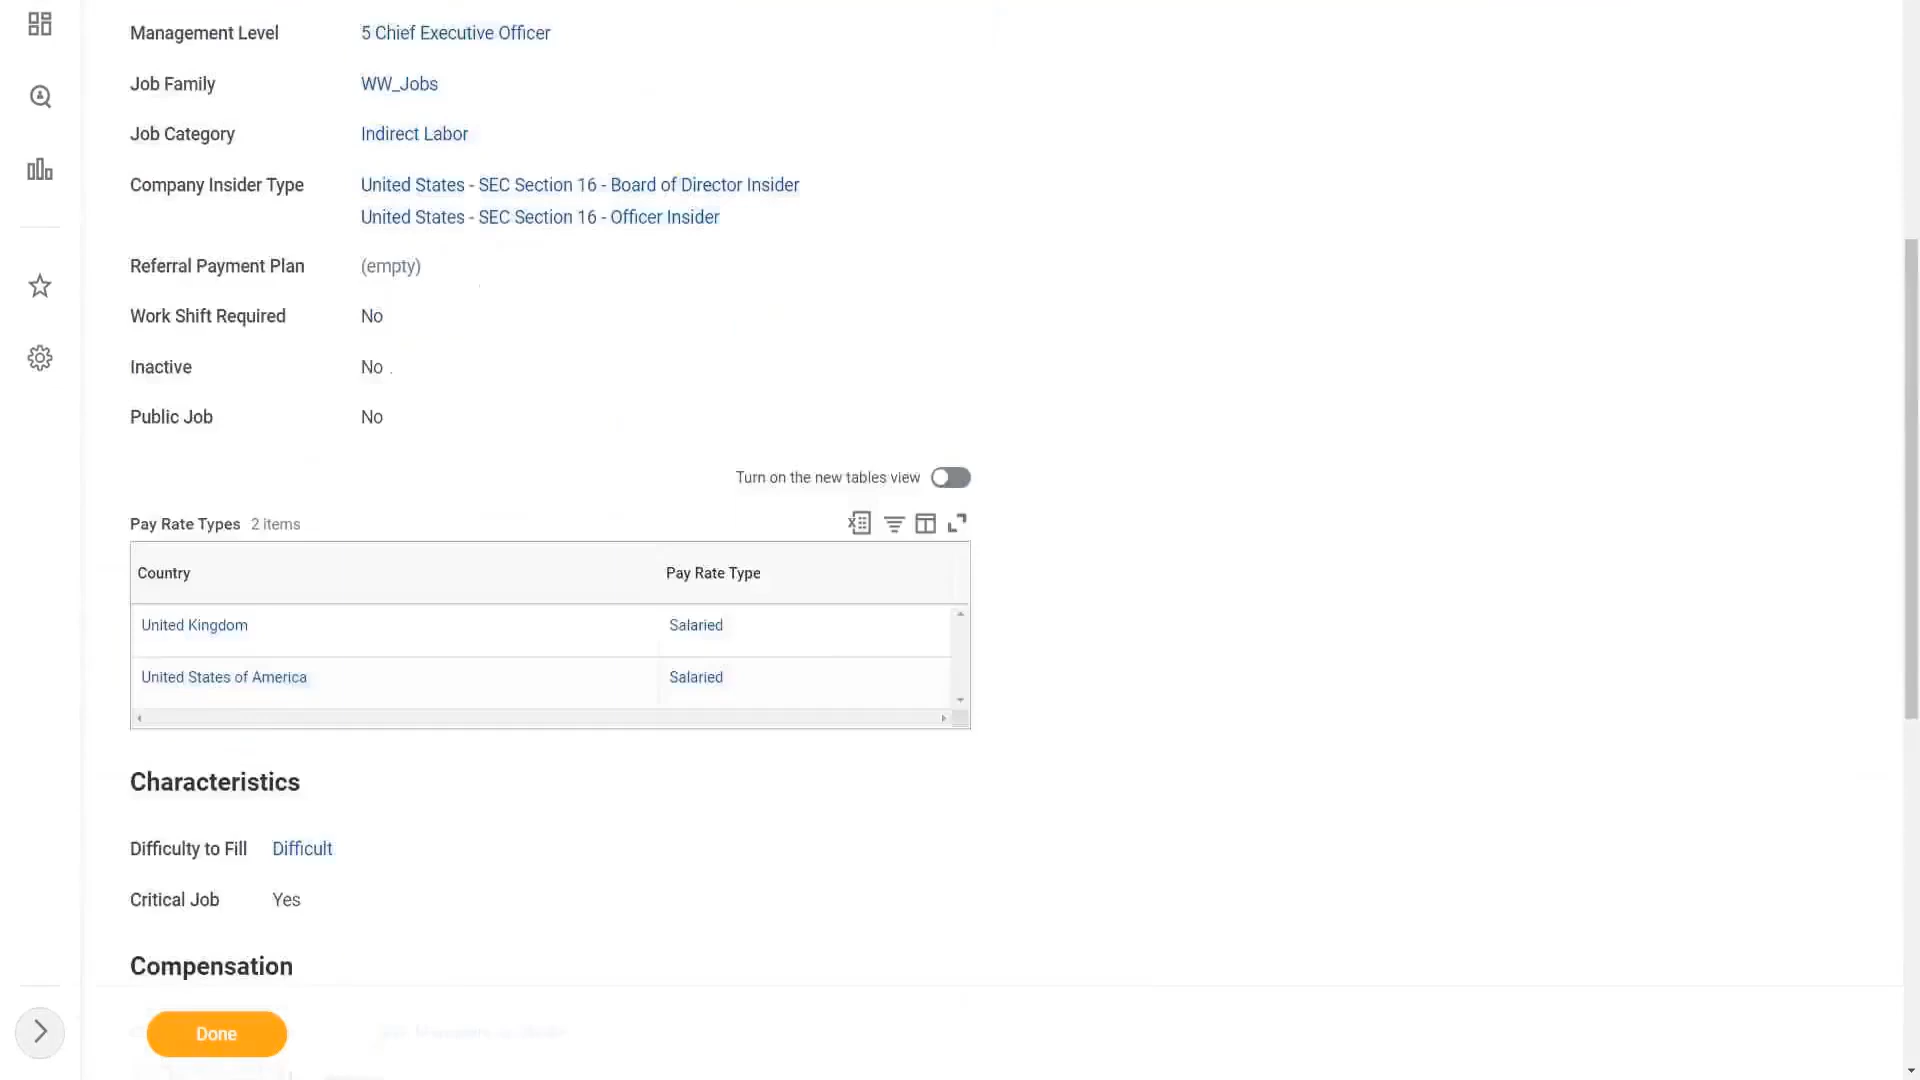 Management Level 5 Chief Executive Officer
Job Family WW_Jobs
Job Category Indirect Labor
Company Insider Type United States - SEC Section 16 - Board of Director Insider
United States - SEC Section 16 - Officer Insider
Referral Payment Plan (empty)
Work Shift Required No
Inactive No
Public Job No
Turn on the new tables view
Pay Rate Types 2 items
Country Pay Rate Type
United Kingdom Salaried
United States of America Salaried
Characteristics
Difficulty to Fill Difficult
Critical Job Yes
Compensation
Done